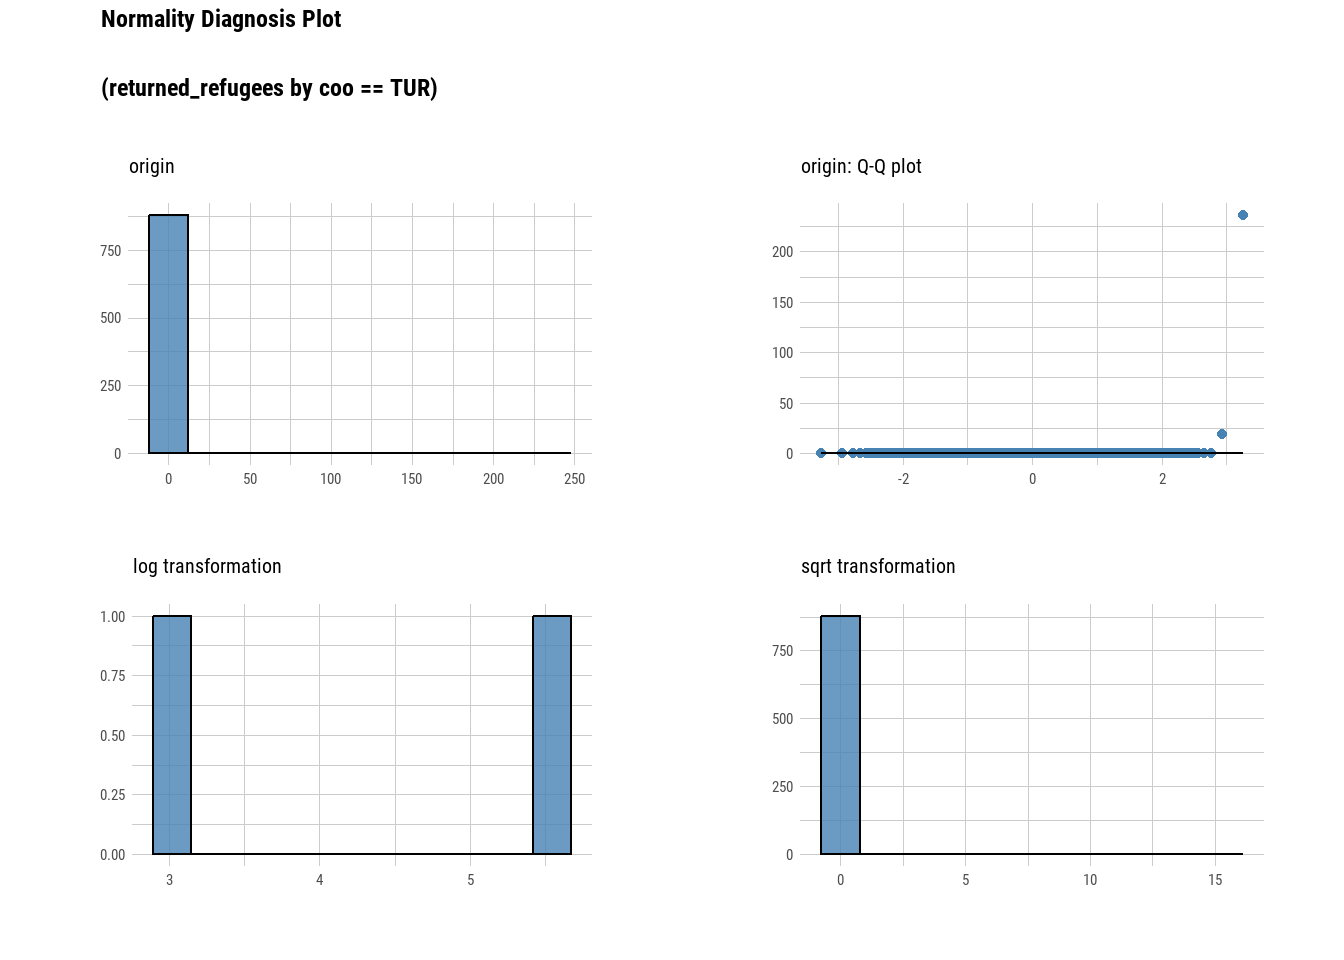 Normality Diagnosis Plot
(returned_refugees by coo == TUR)
origin
750
500
250
0
0 50 100 150 200 250
origin: Q-Q plot
200
150
100
50
0
-2 0 2
log transformation
1.00
0.75
0.50
0.25
0.00
3 4 5
sqrt transformation
750
500
250
0
0 5 10 15